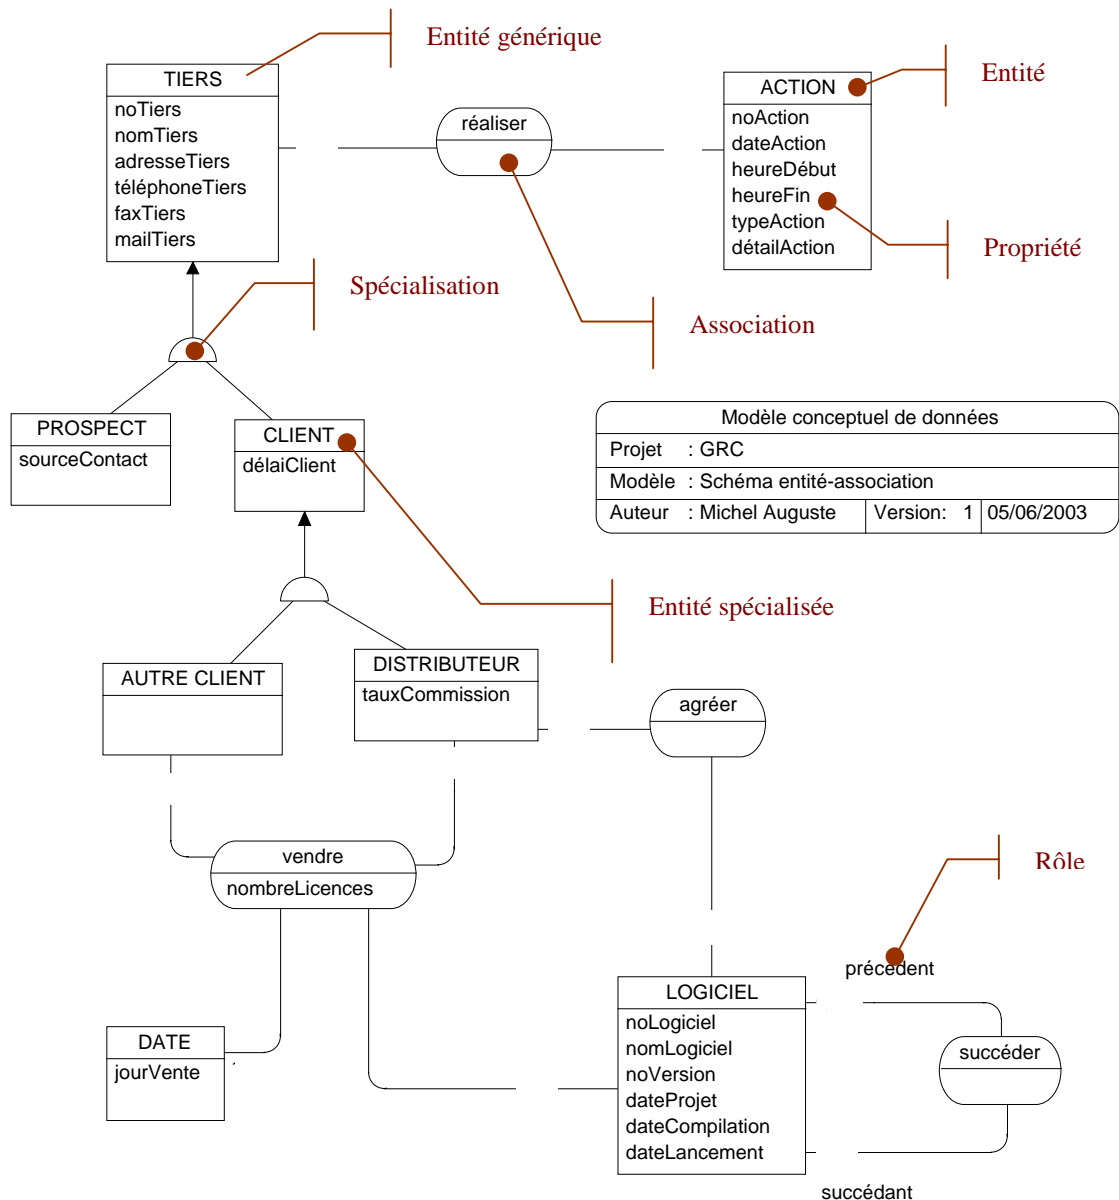 Entité générique
TIERS
noTiers
nomTiers
adresseTiers
téléphoneTiers
faxTiers
mailTiers
réaliser
ACTION
noAction
dateAction
heureDébut
heureFin
typeAction
détailAction
Entité
Propriété
Spécialisation
Association
PROSPECT
sourceContact
CLIENT
délaiClient
Modèle conceptuel de données
Projet : GRC
Modèle : Schéma entité-association
Auteur : Michel Auguste Version: 1 05/06/2003
Entité spécialisée
AUTRE CLIENT
DISTRIBUTEUR
tauxCommission
agréer
vendre
nombreLicences
Rôle
précédent
DATE
jourVente
LOGICIEL
noLogiciel
nomLogiciel
noVersion
dateProjet
dateCompilation
dateLancement
succéder
succédant